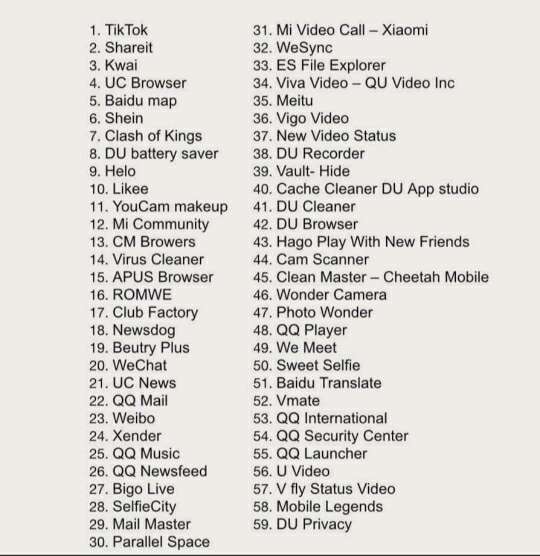 1. TikTok
2. Shareit
3. Kwai
4. UC Browser
5. Baidu map
6. Shein
7. Clash of Kings
8. DU battery saver
9. Helo
10. Likee
11. YouCam makeup
12. Mi Community
13. CM Browers
14. Virus Cleaner
15. APUS Browser
16. ROMWE
17. Club Factory
18. Newsdog
19. Beutry Plus
20. WeChat
21. UC News
22. QQ Mail
23. Weibo
24. Xender
25. QQ Music
26. QQ Newsfeed
27. Bigo Live
28. SelfieCity
29. Mail Master
30. Parallel Space
31. Mi Video Call – Xiaomi
32. WeSync
33. ES File Explorer
34. Viva Video – QU Video Inc
35. Meitu
36. Vigo Video
37. New Video Status
38. DU Recorder
39. Vault- Hide
40. Cache Cleaner DU App studio
41. DU Cleaner
42. DU Browser
43. Hago Play With New Friends
44. Cam Scanner
45. Clean Master – Cheetah Mobile
46. Wonder Camera
47. Photo Wonder
48. QQ Player
49. We Meet
50. Sweet Selfie
51. Baidu Translate
52. Vmate
53. QQ International
54. QQ Security Center
55. QQ Launcher
56. U Video
57. V fly Status Video
58. Mobile Legends
59. DU Privacy